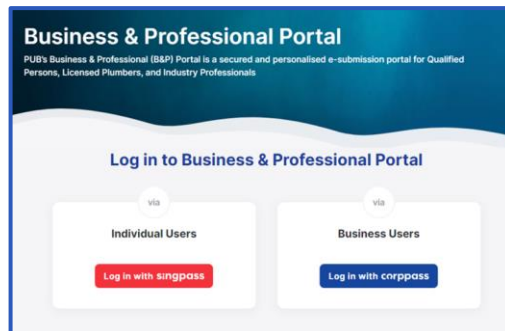 Business & Professional Portal
PUB's Business & Professional (B&P) Portal is a secured and personalised e-submission portal for Qualified
Persons, Licensed Plumbers, and Industry Professionals
Log in to Business & Professional Portal
via
Individual Users
Log in with singpass
via
Business Users
Log in with corppass